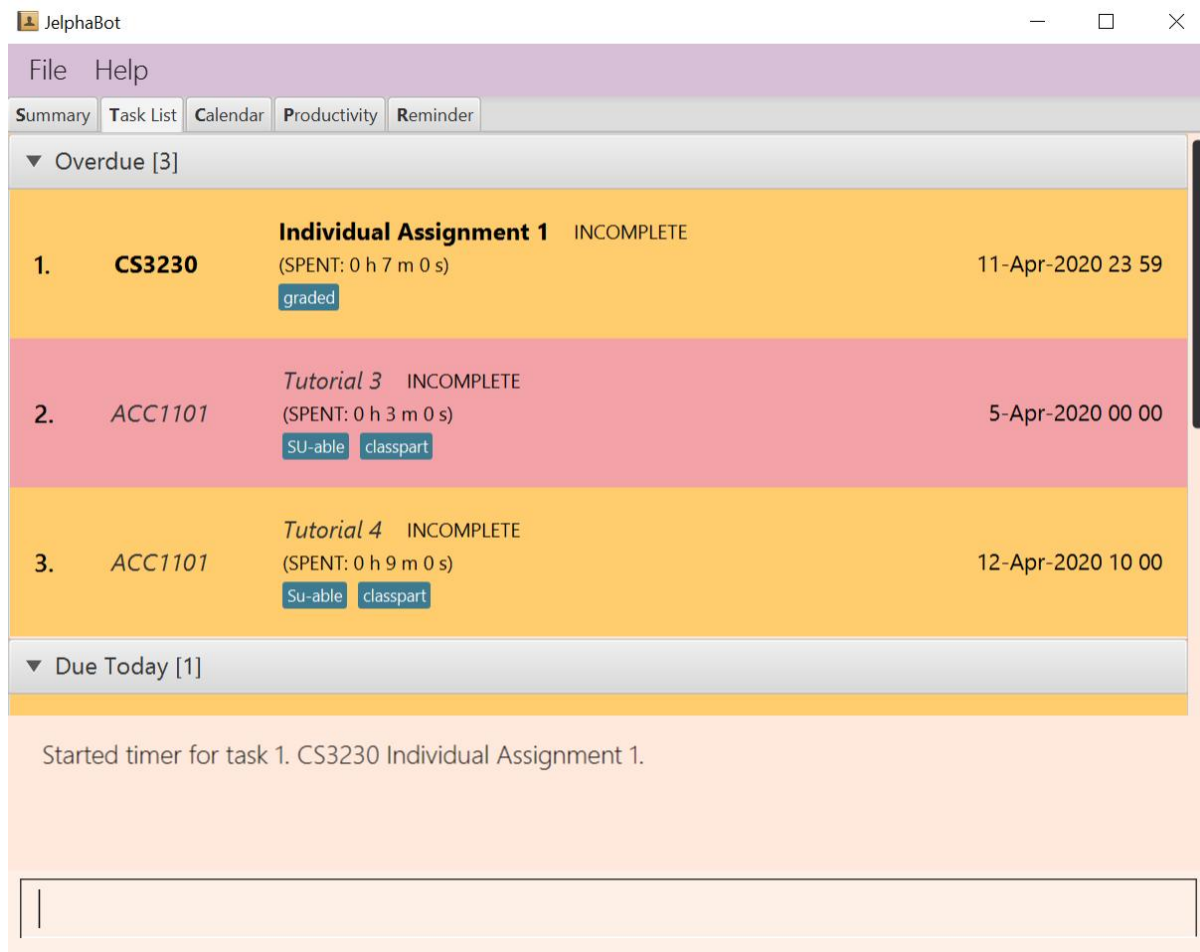 JelphaBot
File Help
Summary Task List Calendar Productivity Reminder
Overdue [3]
Individual Assignment 1 INCOMPLETE
1. CS3230 (SPENT: 0 h 7 m 0 s) 11-Apr-2020 23 59
graded
Tutorial 3 INCOMPLETE
2. ACC1101 (SPENT: 0 h 3 m 0 s) 5-Apr-2020 00 00
SU-able classpart
Tutorial 4 INCOMPLETE
3. ACC1101 (SPENT: 0 h 9 m 0 s) 12-Apr-2020 10 00
Su-able classpart
Due Today [1]
Started timer for task 1. CS3230 Individual Assignment 1.